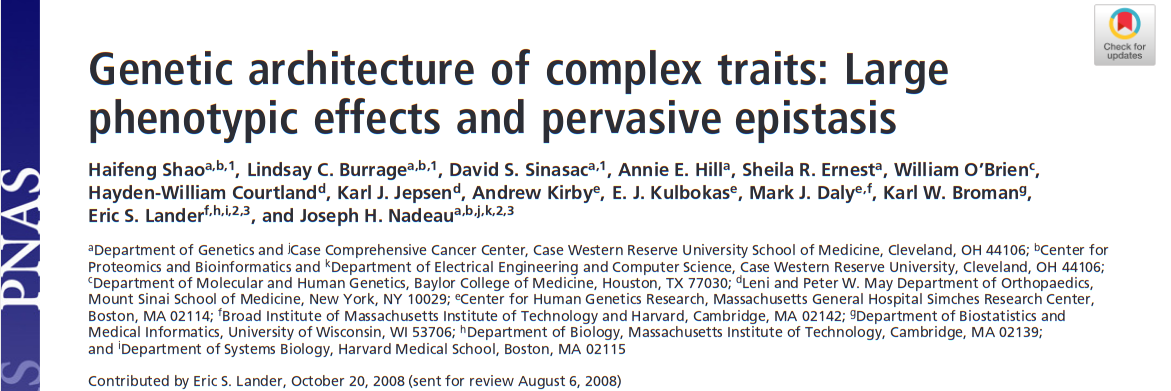 Check for
updates
Genetic architecture of complex traits: Large
phenotypic effects and pervasive epistasis
Haifeng Shaoa,b,1, Lindsay C. Burragea,b,1, David S. Sinasaca,1, Annie E. Hilla, Sheila R. Ernesta, William O’Brienc,
Hayden-William Courtlandd, Karl J. Jepsend, Andrew Kirbye, E. J. Kulbokase, Mark J. Dalye,f, Karl W. Bromang,
Eric S. Landerf,h,i,2,3, and Joseph H. Nadeaua,b,j,k,2,3
aDepartment of Genetics and jCase Comprehensive Cancer Center, Case Western Reserve University School of Medicine, Cleveland, OH 44106; bCenter for
Proteomics and Bioinformatics and kDepartment of Electrical Engineering and Computer Science, Case Western Reserve University, Cleveland, OH 44106;
cDepartment of Molecular and Human Genetics, Baylor College of Medicine, Houston, TX 77030; dLeni and Peter W. May Department of Orthopaedics,
Mount Sinai School of Medicine, New York, NY 10029; eCenter for Human Genetics Research, Massachusetts General Hospital Simches Research Center,
Boston, MA 02114; fBroad Institute of Massachusetts Institute of Technology and Harvard, Cambridge, MA 02142; gDepartment of Biostatistics and
Medical Informatics, University of Wisconsin, WI 53706; hDepartment of Biology, Massachusetts Institute of Technology, Cambridge, MA 02139;
and iDepartment of Systems Biology, Harvard Medical School, Boston, MA 02115
Contributed by Eric S. Lander, October 20, 2008 (sent for review August 6, 2008)
PNAS
S